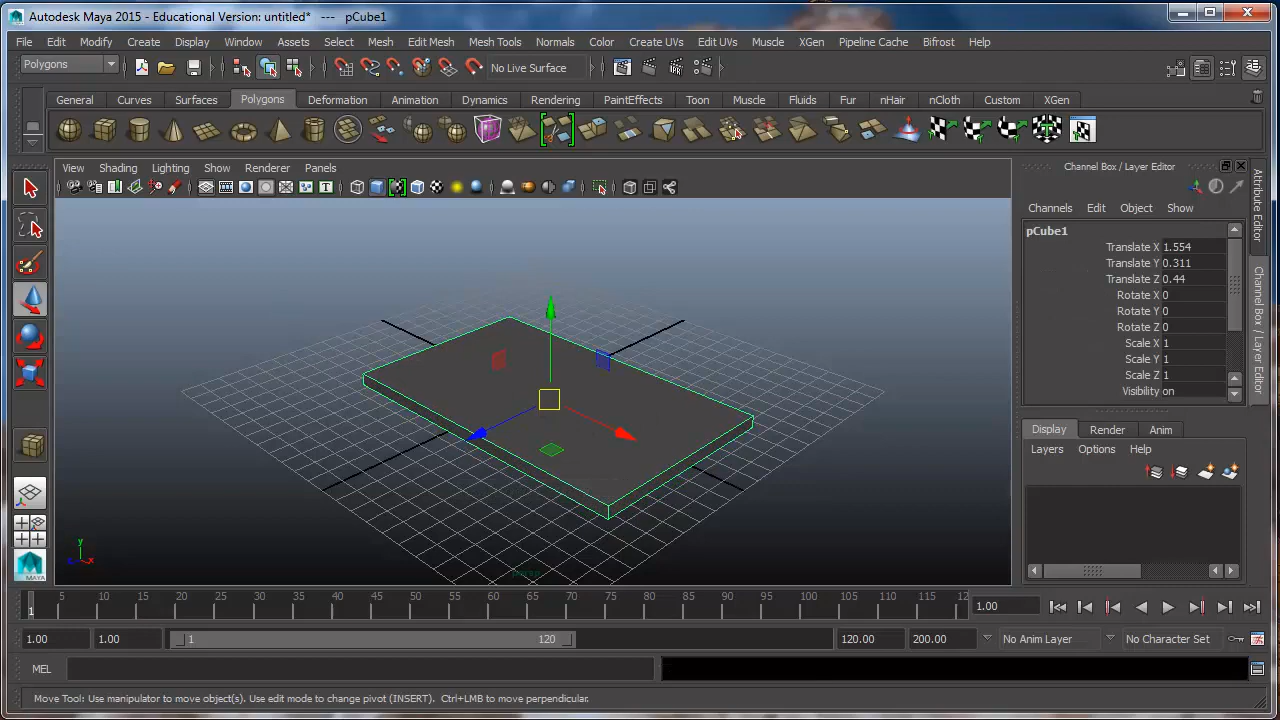 Autodesk Maya 2015 - Educational Version: untitled*   ---   pCube1
File Edit Modify Create Display Window Assets Select Mesh Edit Mesh Mesh Tools Normals Color Create UVs Edit UVs Muscle XGen Pipeline Cache Bifrost Help
Polygons No Live Surface
General Curves Surfaces Polygons Deformation Animation Dynamics Rendering PaintEffects Toon Muscle Fluids Fur nHair nCloth Custom XGen
View Shading Lighting Show Renderer Panels
Channel Box / Layer Editor
Channels Edit Object Show
pCube1
Translate X 1.554
Translate Y 0.311
Translate Z 0.44
Rotate X 0
Rotate Y 0
Rotate Z 0
Scale X 1
Scale Y 1
Scale Z 1
Visibility on
Attribute Editor
Channel Box / Layer Editor
Display Render Anim
Layers Options Help
T
y
x
persp
MAYA
1 5 10 15 20 25 30 35 40 45 50 55 60 65 70 75 80 85 90 95 100 105 110 115 12
1.00
1.00 1.00 1 120 120.00 200.00 No Anim Layer No Character Set
MEL
Move Tool: Use manipulator to move object(s). Use edit mode to change pivot (INSERT). Ctrl+LMB to move perpendicular.